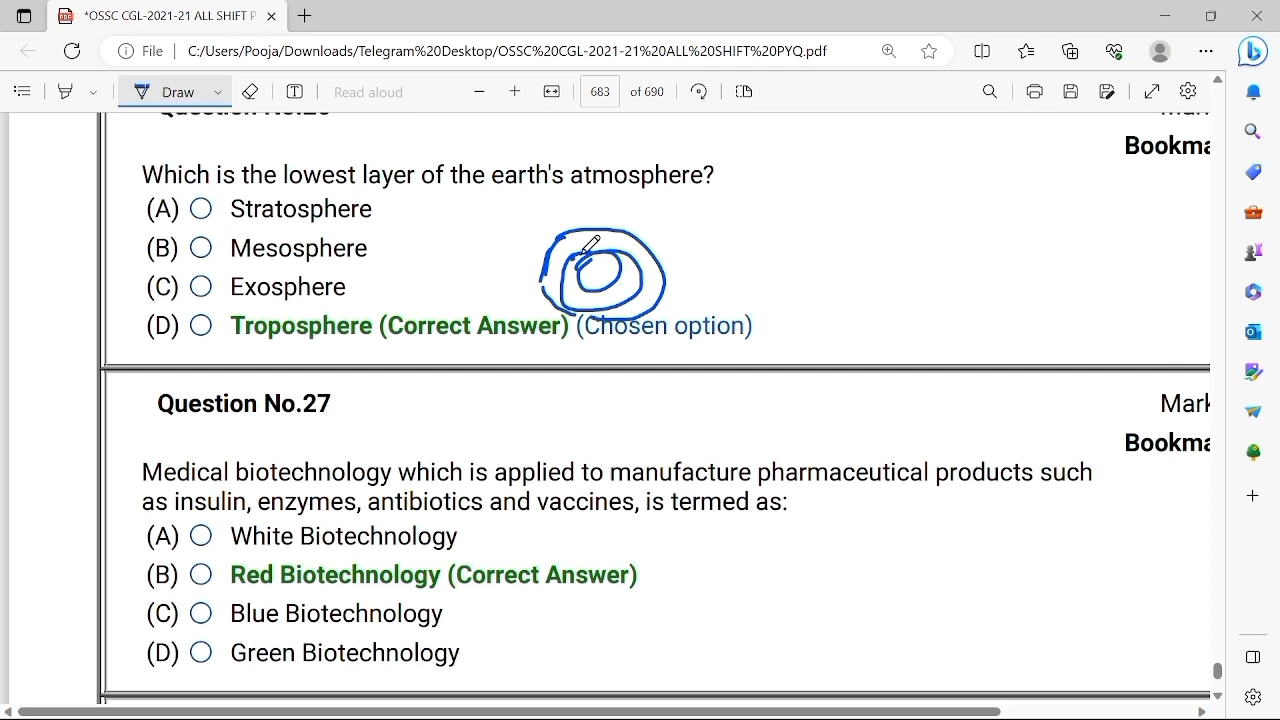 *OSSC CGL-2021-21 ALL SHIFT P
File
C:/Users/Pooja/Downloads/Telegram%20Desktop/OSSC%20CGL-2021-21%20ALL%20SHIFT%20PYQ.pdf
Draw
Read aloud
683 of 690
Bookma
Which is the lowest layer of the earth's atmosphere?
(A) Stratosphere
(B) Mesosphere
(C) Exosphere
(D) Troposphere (Correct Answer) (Chosen option)
Question No.27
Mark
Bookma
Medical biotechnology which is applied to manufacture pharmaceutical products such
as insulin, enzymes, antibiotics and vaccines, is termed as:
(A) White Biotechnology
(B) Red Biotechnology (Correct Answer)
(C) Blue Biotechnology
(D) Green Biotechnology